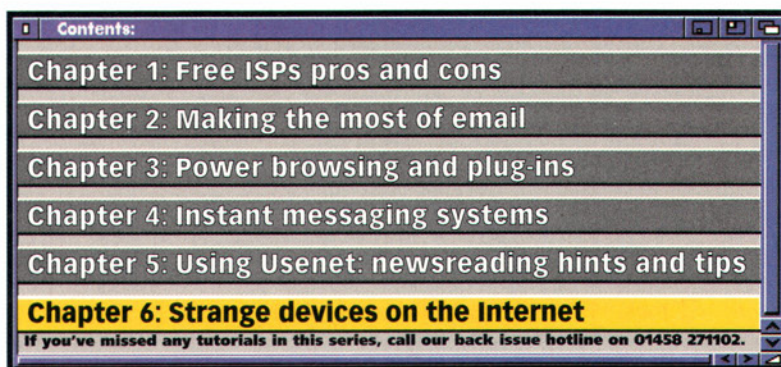 Contents:
Chapter 1: Free ISPs pros and cons
Chapter 2: Making the most of email
Chapter 3: Power browsing and plug-ins
Chapter 4: Instant messaging systems
Chapter 5: Using Usenet: newsreading hints and tips
Chapter 6: Strange devices on the Internet
If you've missed any tutorials in this series, call our back issue hotline on 01458 271102.